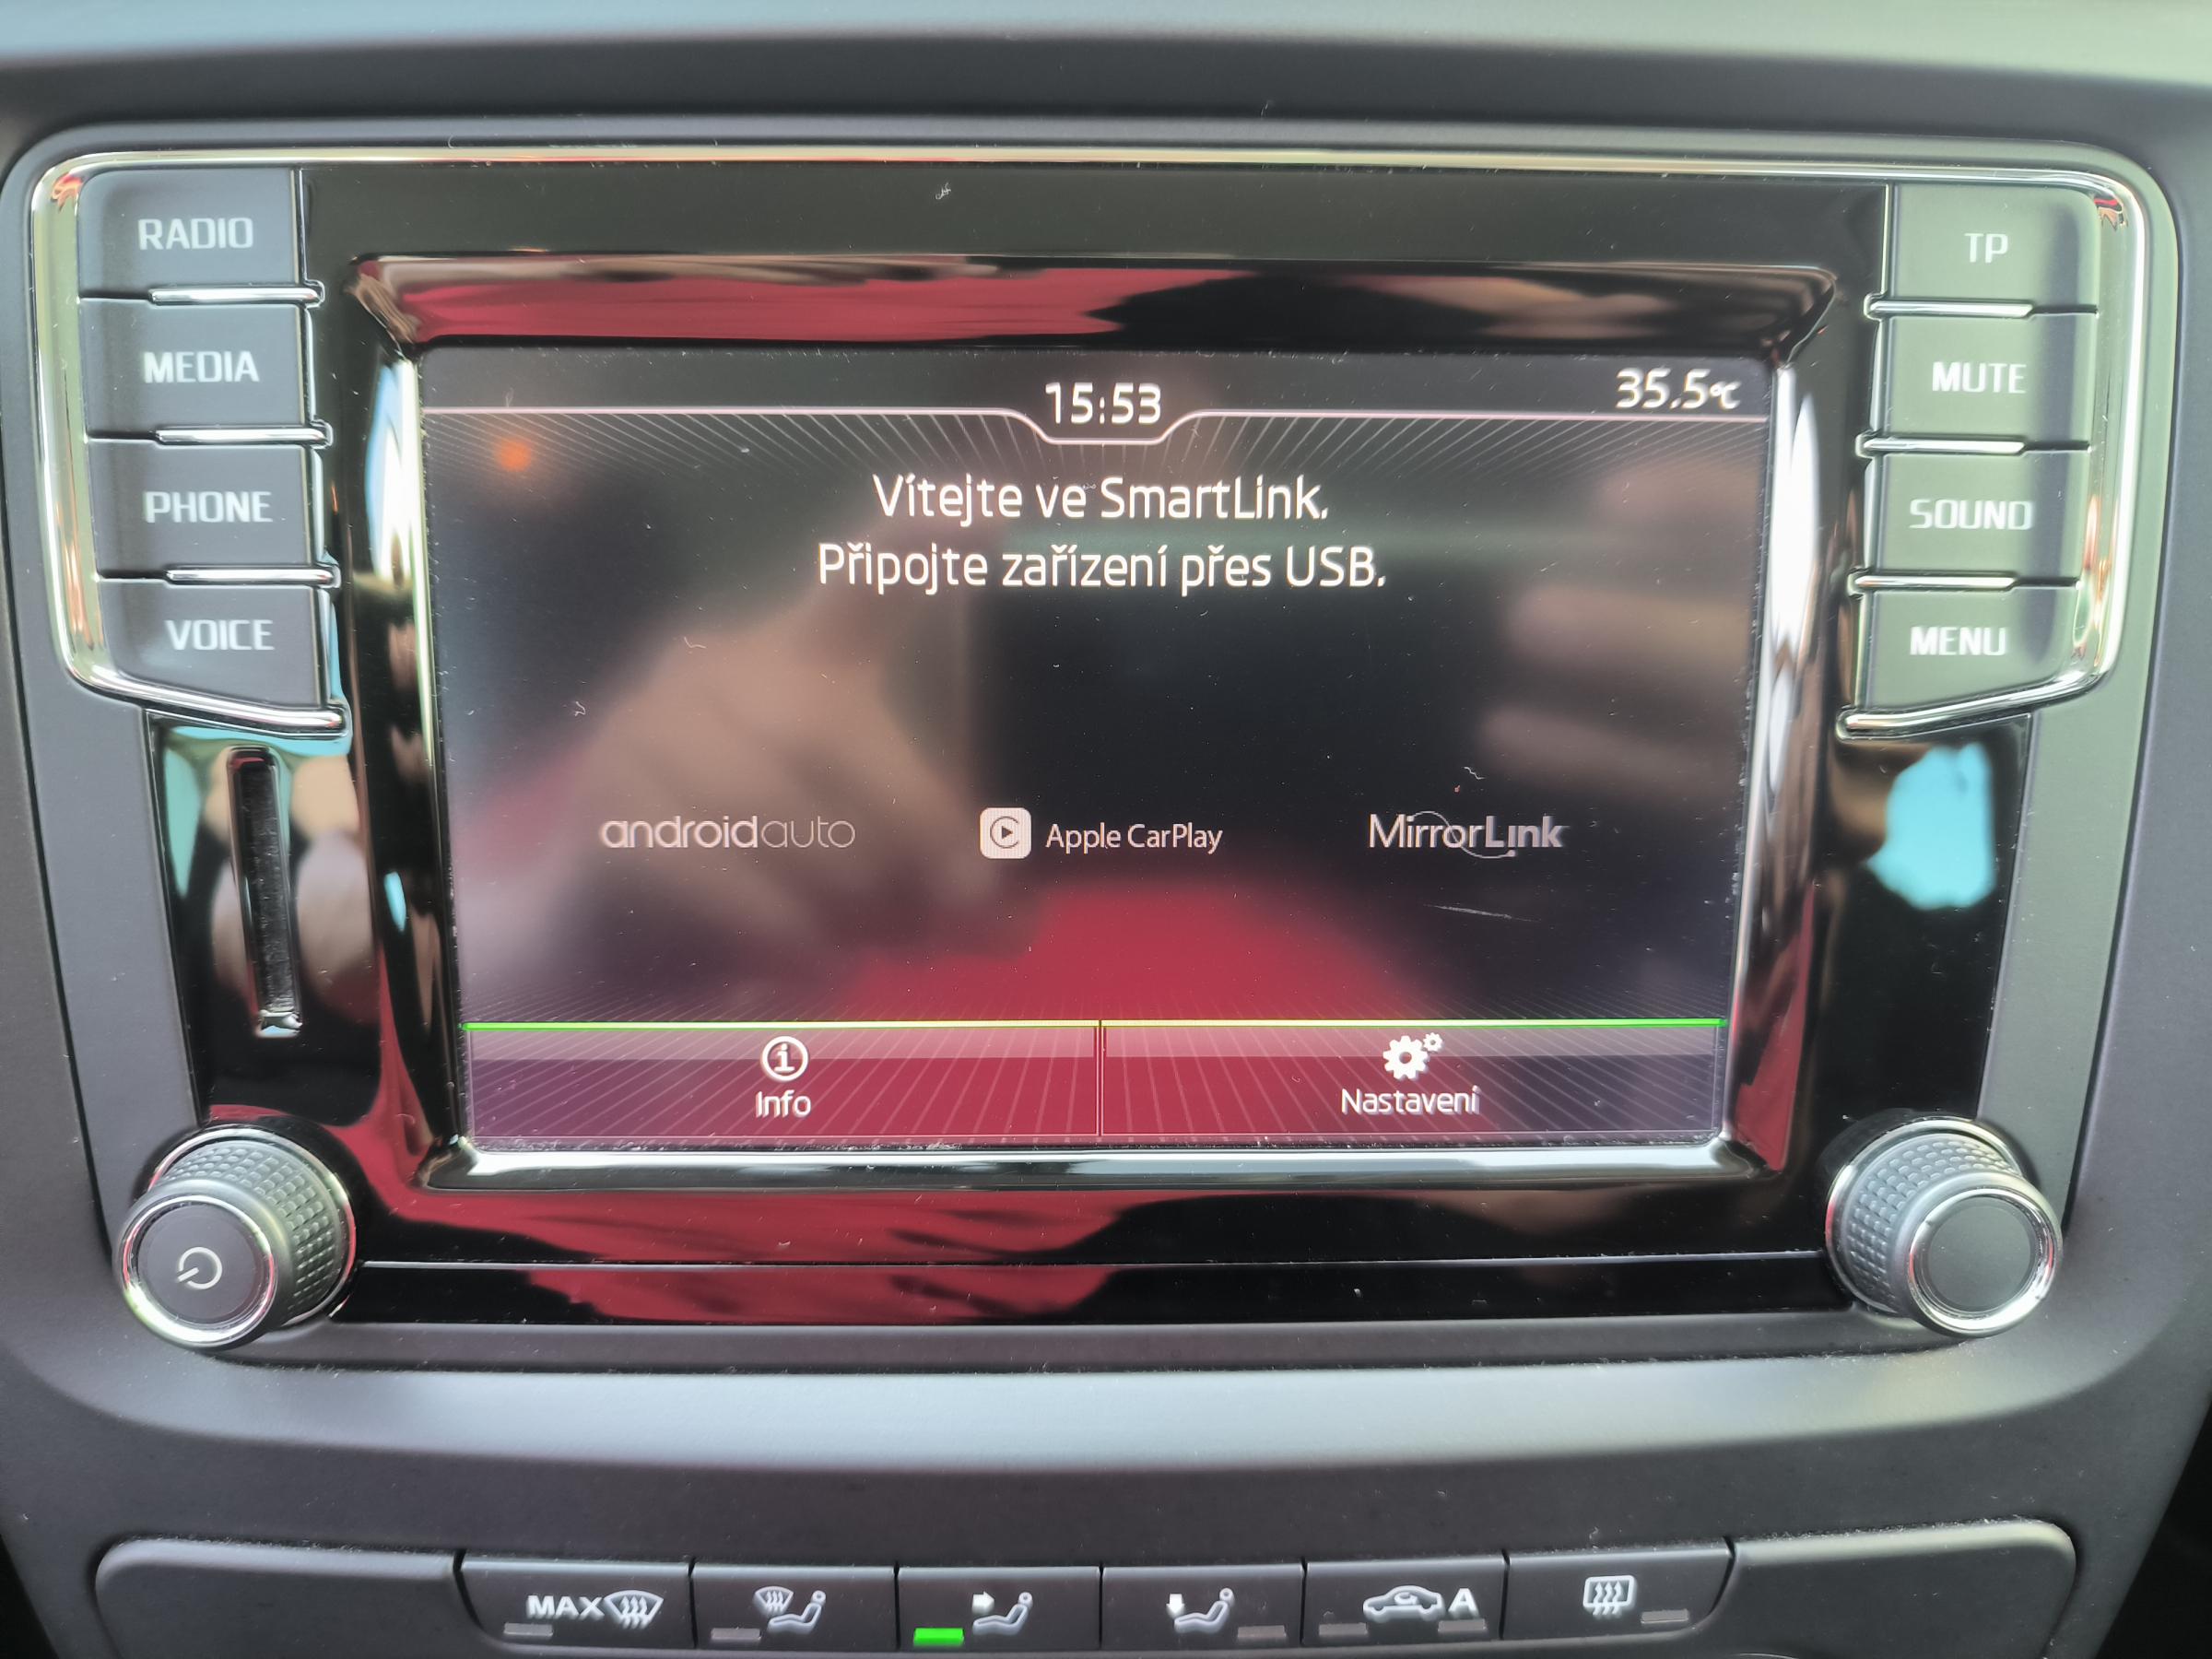 RADIO
MEDIA
PHONE
VOICE
TP
MUTE
SOUND
MENU
15:53
35.5°C
Vítejte ve SmartLink.
Připojte zařízení přes USB.
androidauto
Apple CarPlay
MirrorLink
Info
Nastavení
MAX
A